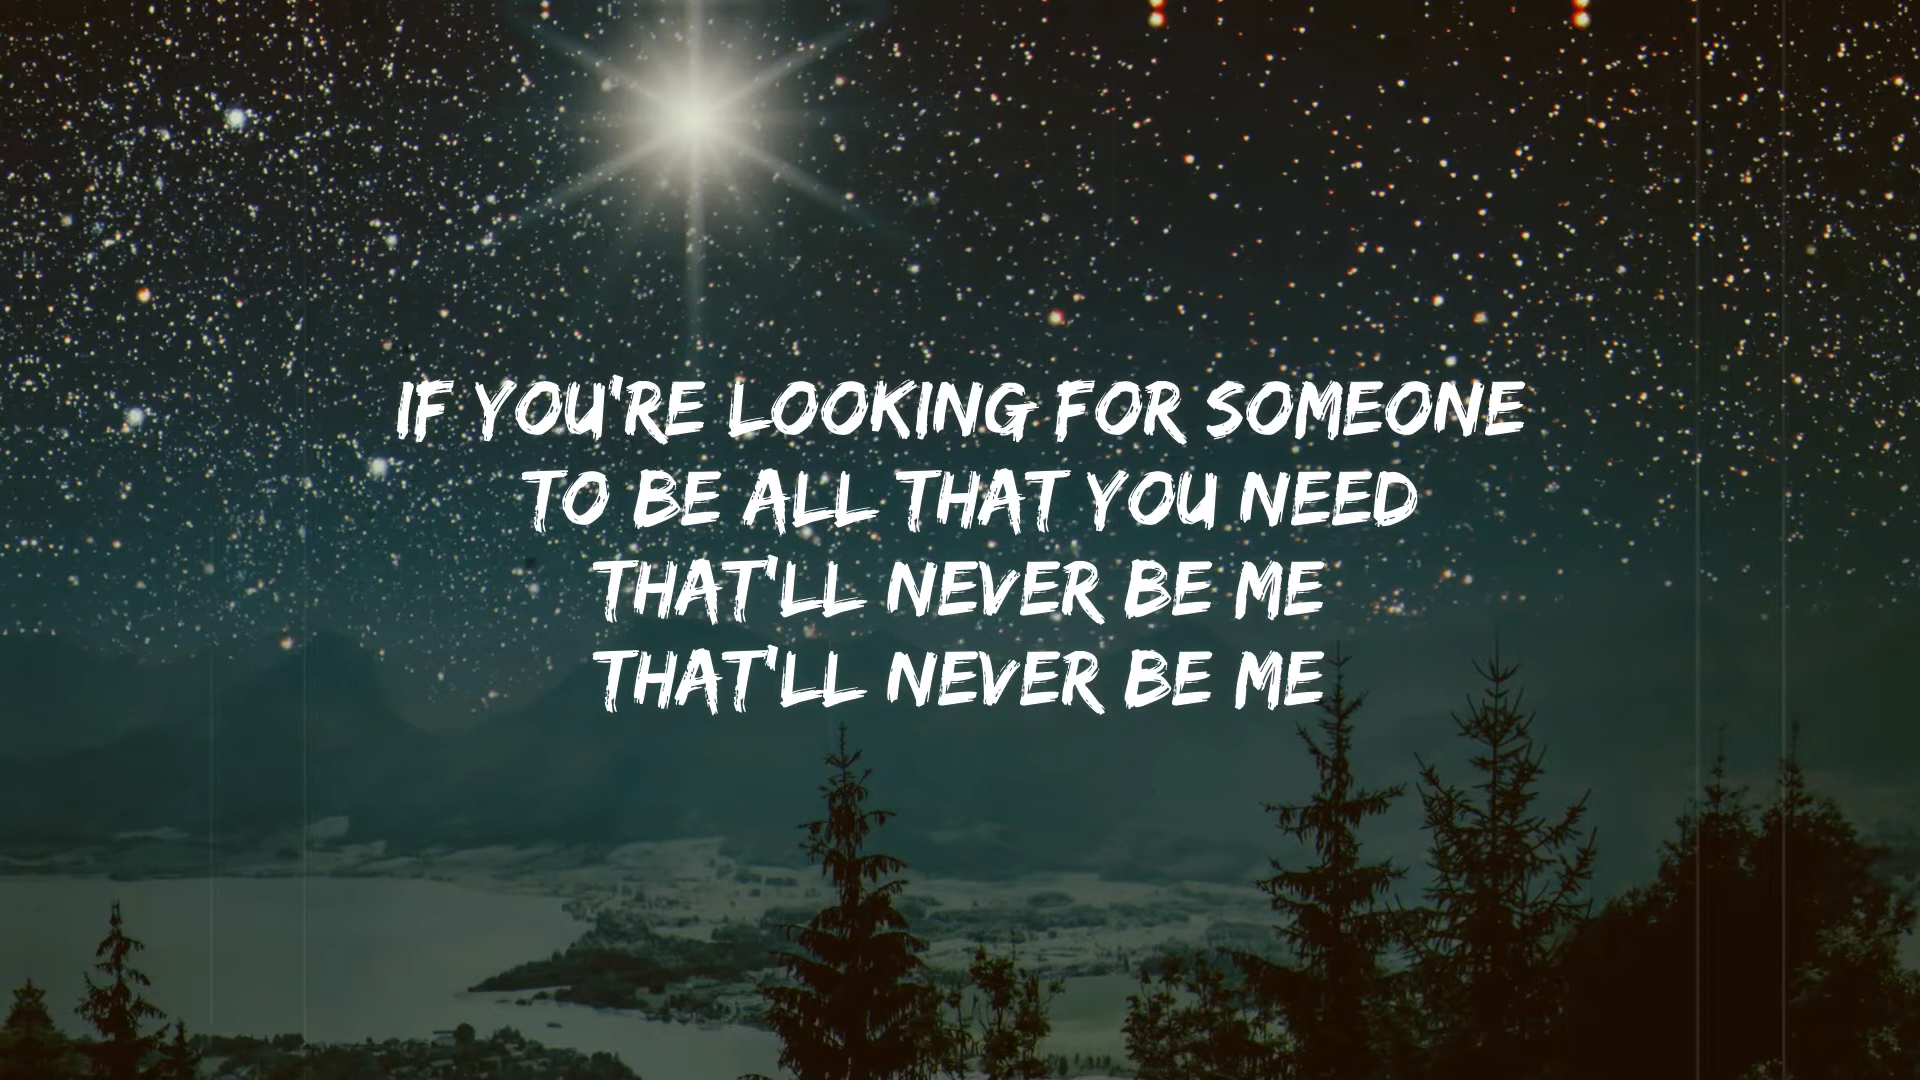 IF YOU'RE LOOKING FOR SOMEONE
TO BE ALL THAT YOU NEED
THAT'LL NEVER BE ME
THAT'LL NEVER BE ME